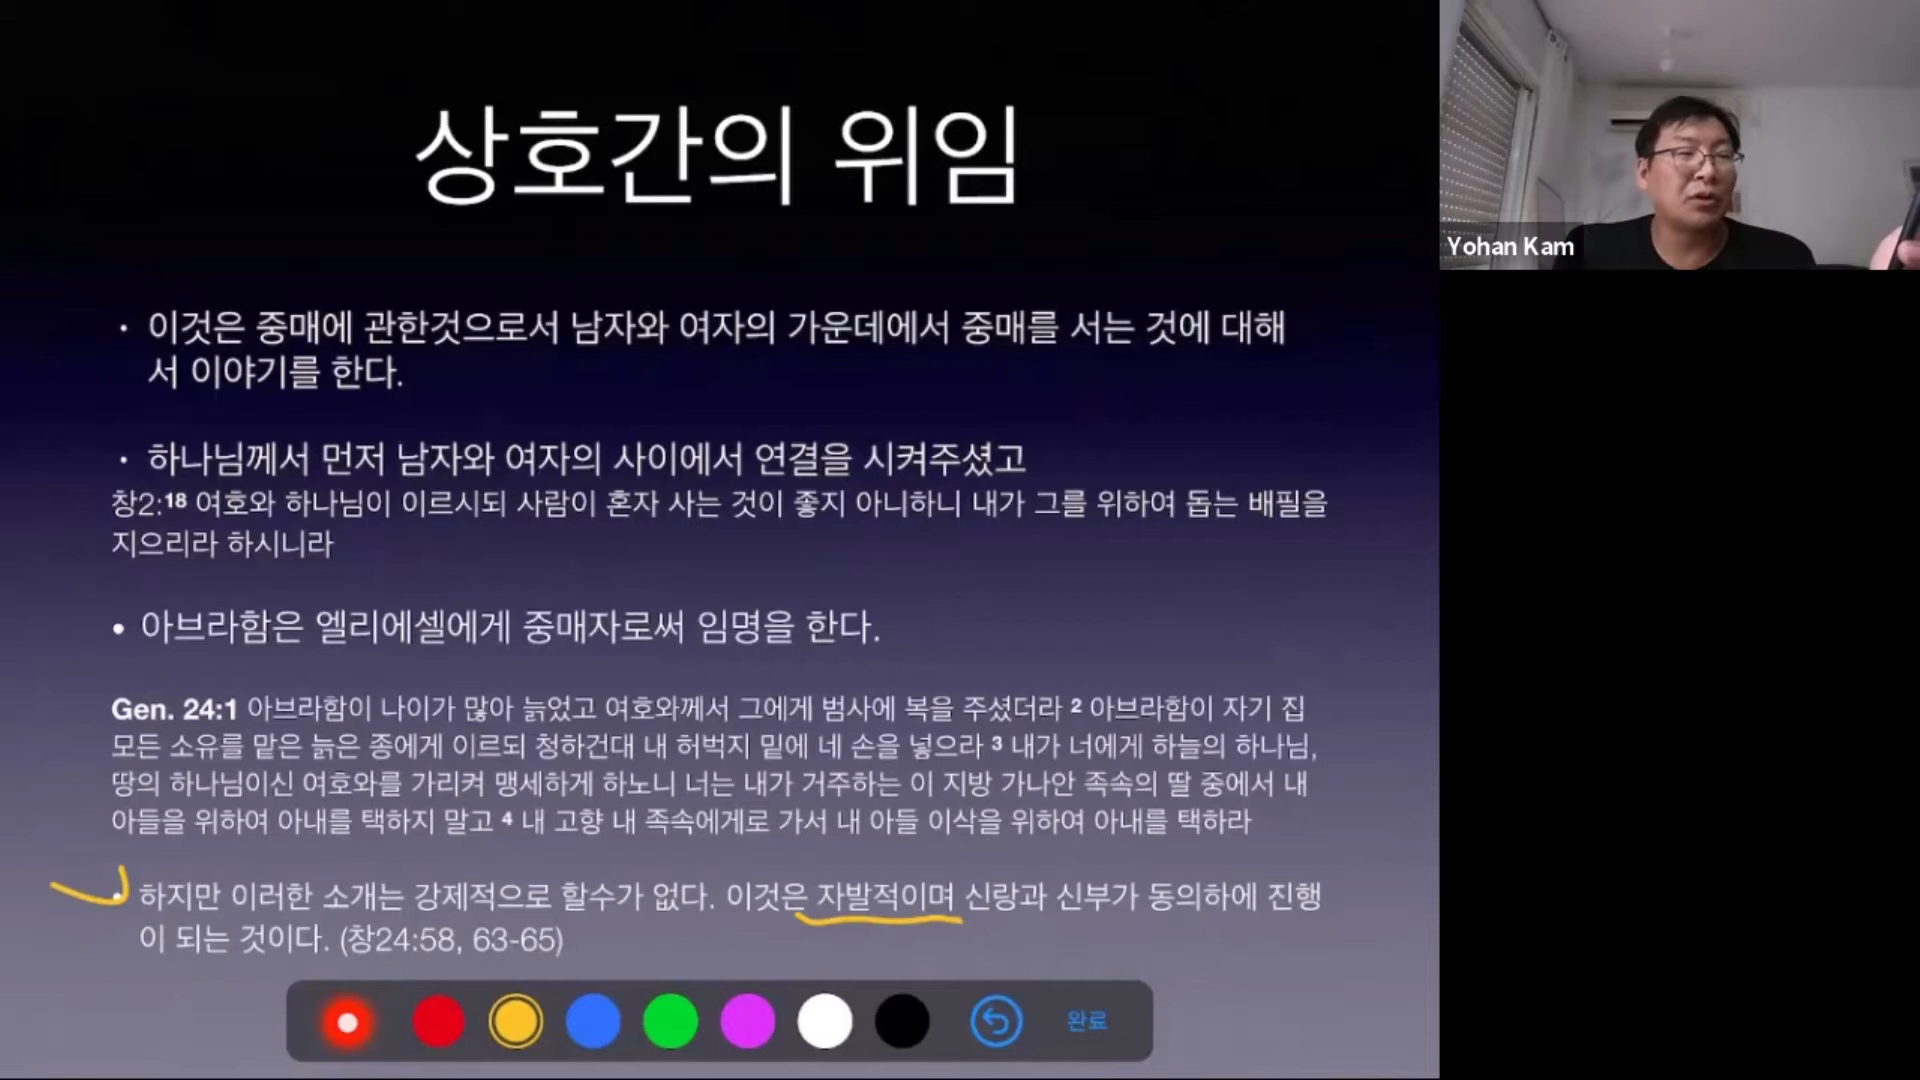 상호간의 위임
· 이것은 중매에 관한것으로서 남자와 여자의 가운데에서 중매를 서는 것에 대해
서 이야기를 한다.
· 하나님께서 먼저 남자와 여자의 사이에서 연결을 시켜주셨고
창2:18 여호와 하나님이 이르시되 사람이 혼자 사는 것이 좋지 아니하니 내가 그를 위하여 돕는 배필을
지으리라 하시니라
• 아브라함은 엘리에셀에게 중매자로써 임명을 한다.
Gen. 24:1 아브라함이 나이가 많아 늙었고 여호와께서 그에게 범사에 복을 주셨더라 2 아브라함이 자기 집
모든 소유를 맡은 늙은 종에게 이르되 청하건대 내 허벅지 밑에 네 손을 넣으라 3 내가 너에게 하늘의 하나님,
땅의 하나님이신 여호와를 가리켜 맹세하게 하노니 너는 내가 거주하는 이 지방 가나안 족속의 딸 중에서 내
아들을 위하여 아내를 택하지 말고 4 내 고향 내 족속에게로 가서 내 아들 이삭을 위하여 아내를 택하라
• 하지만 이러한 소개는 강제적으로 할수가 없다. 이것은 자발적이며 신랑과 신부가 동의하에 진행
이 되는 것이다. (창24:58, 63-65)
완료
Yohan Kam